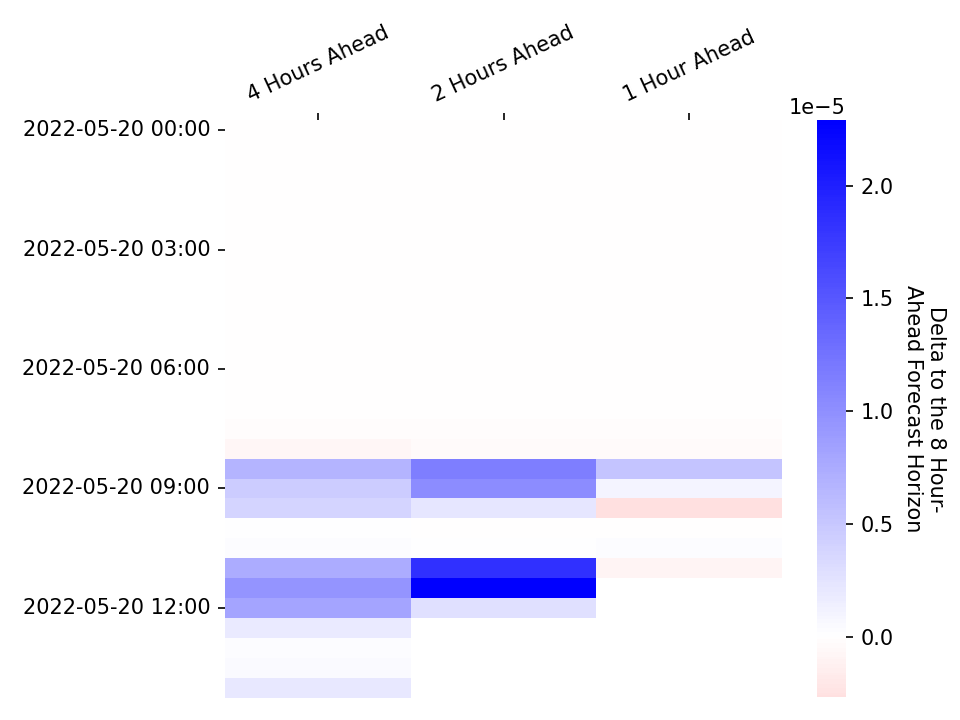 4 Hours Ahead
2 Hours Ahead
1 Hour Ahead
1e−5
2022-05-20 00:00
2022-05-20 03:00
2022-05-20 06:00
2022-05-20 09:00
2022-05-20 12:00
2.0
1.5
1.0
0.5
0.0
Delta to the 8 Hour-
Ahead Forecast Horizon